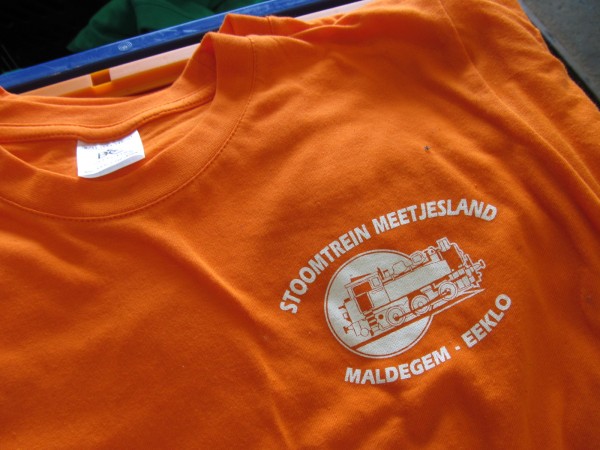 STOOMTREIN MEETJESLAND
MALDEGEM - EEKLO